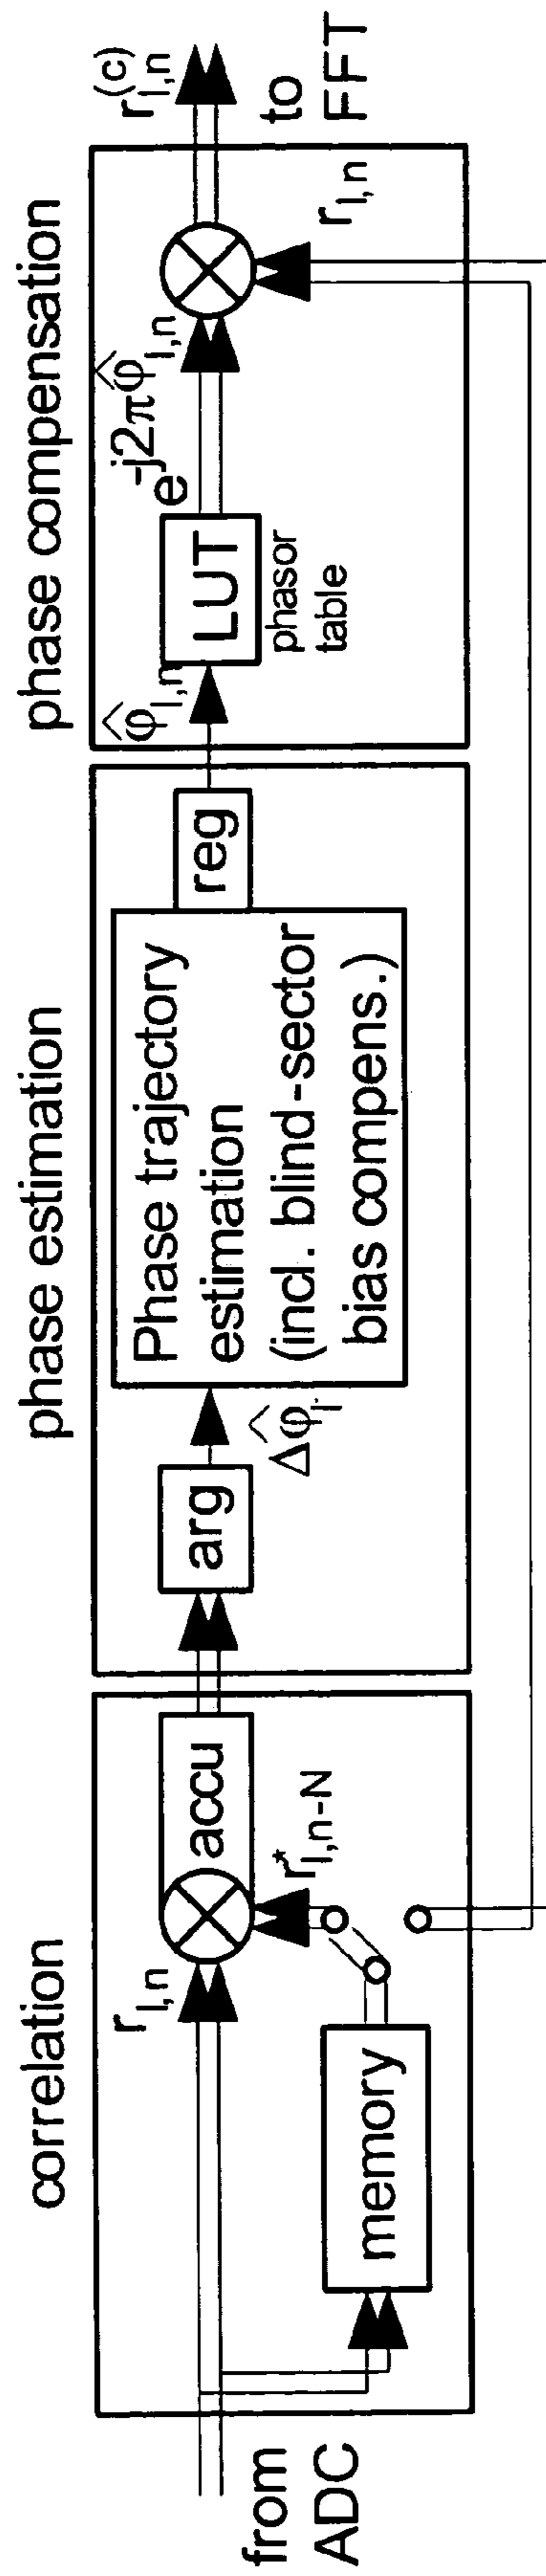 correlation
phase estimation
phase compensation
from
ADC
r_{l,n}
memory
r^*_{l,n-N}
accu
arg
Δφ̂_l
Phase trajectory
estimation
(incl. blind-sector
bias compens.)
reg
φ̂_{l,n}
LUT
phasor
table
e^{-j2πφ̂_{l,n}}
r_{l,n}
r^{(c)}_{l,n}
to
FFT